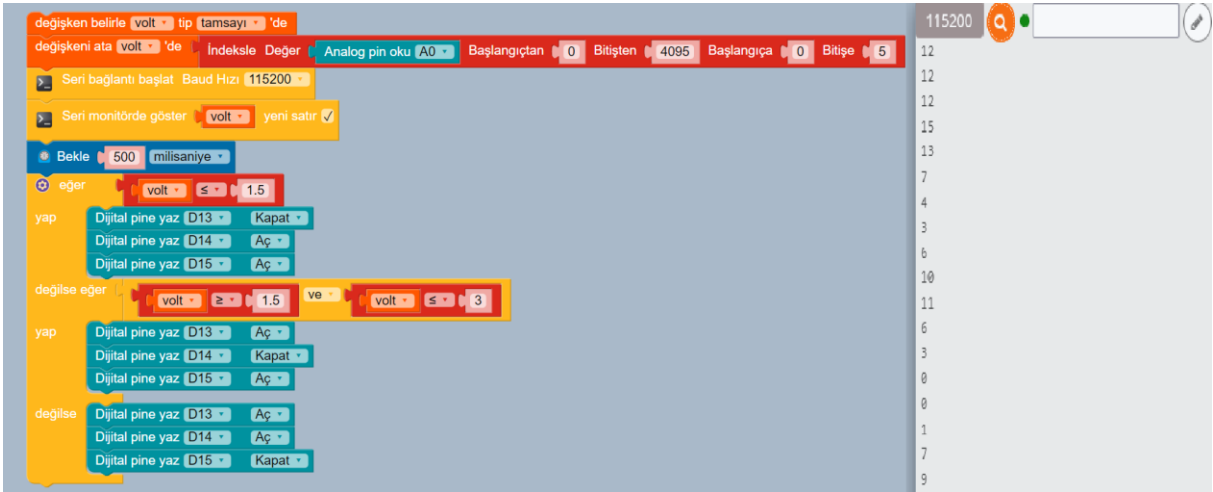 değişken belirle volt tip tamsayı 'de
değişkeni ata volt 'de İndeksle Değer Analog pin oku A0 Başlangıçtan 0 Bitişten 4095 Başlangıça 0 Bitişe 5
Seri bağlantı başlat Baud Hızı 115200
Seri monitörde göster volt yeni satır ✓
Bekle 500 milisaniye
eğer volt ≤ 1.5
yap Dijital pine yaz D13 Kapat
Dijital pine yaz D14 Aç
Dijital pine yaz D15 Aç
değilse eğer volt ≥ 1.5 ve volt ≤ 3
yap Dijital pine yaz D13 Aç
Dijital pine yaz D14 Kapat
Dijital pine yaz D15 Aç
değilse Dijital pine yaz D13 Aç
Dijital pine yaz D14 Aç
Dijital pine yaz D15 Kapat
115200
12
12
12
15
13
7
4
3
6
10
11
6
3
0
0
1
7
9